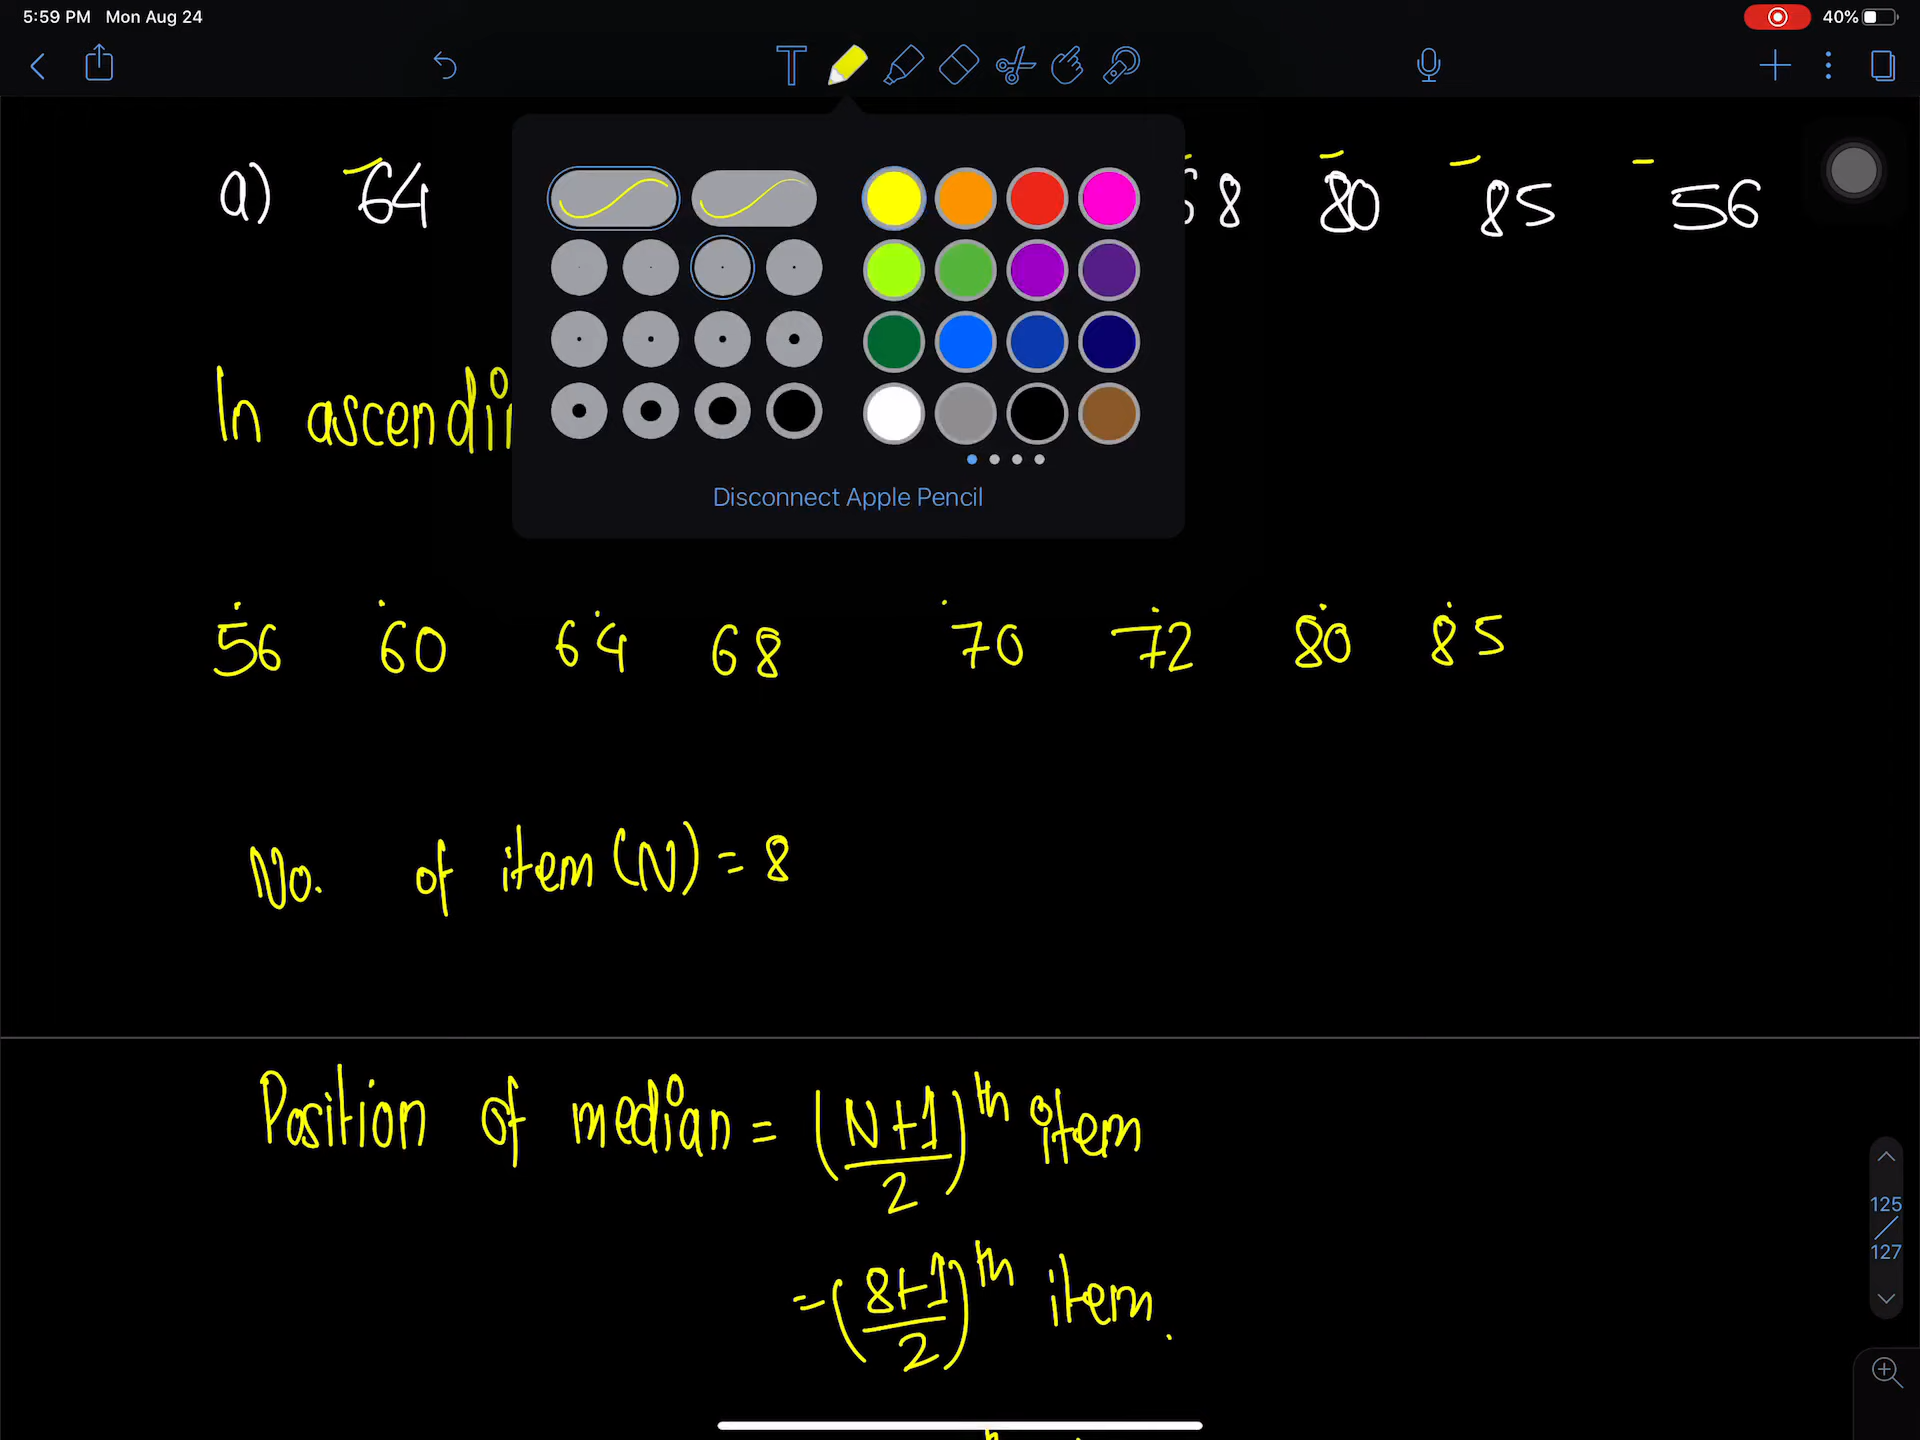 5:59 PM Mon Aug 24
40%
a) 64 68 80 85 56
In ascendin
Disconnect Apple Pencil
56 60 64 68 70 72 80 85
No. of item (N) = 8
Position of median = (N+1/2)th item
= (8+1/2)th item.
125
127